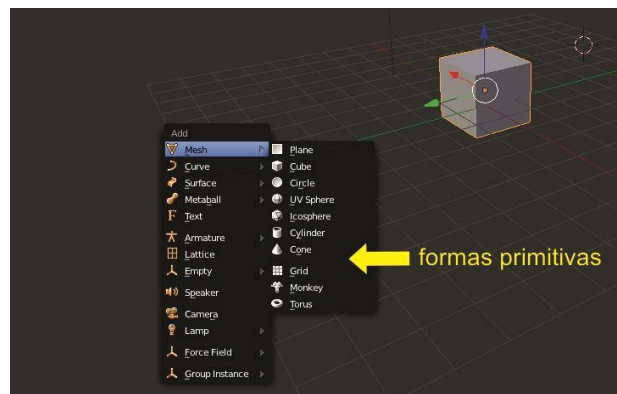 Add
Mesh
Curve
Surface
Metaball
Text
Armature
Lattice
Empty
Speaker
Camera
Lamp
Force Field
Group Instance
Plane
Cube
Circle
UV Sphere
Icosphere
Cylinder
Cone
Grid
Monkey
Torus
formas primitivas